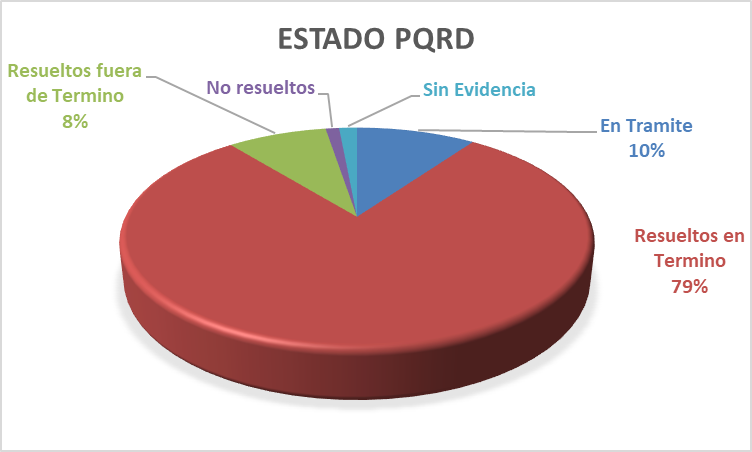 ESTADO PQRD
Resueltos fuera
de Termino
8%
No resueltos
Sin Evidencia
En Tramite
10%
Resueltos en
Termino
79%